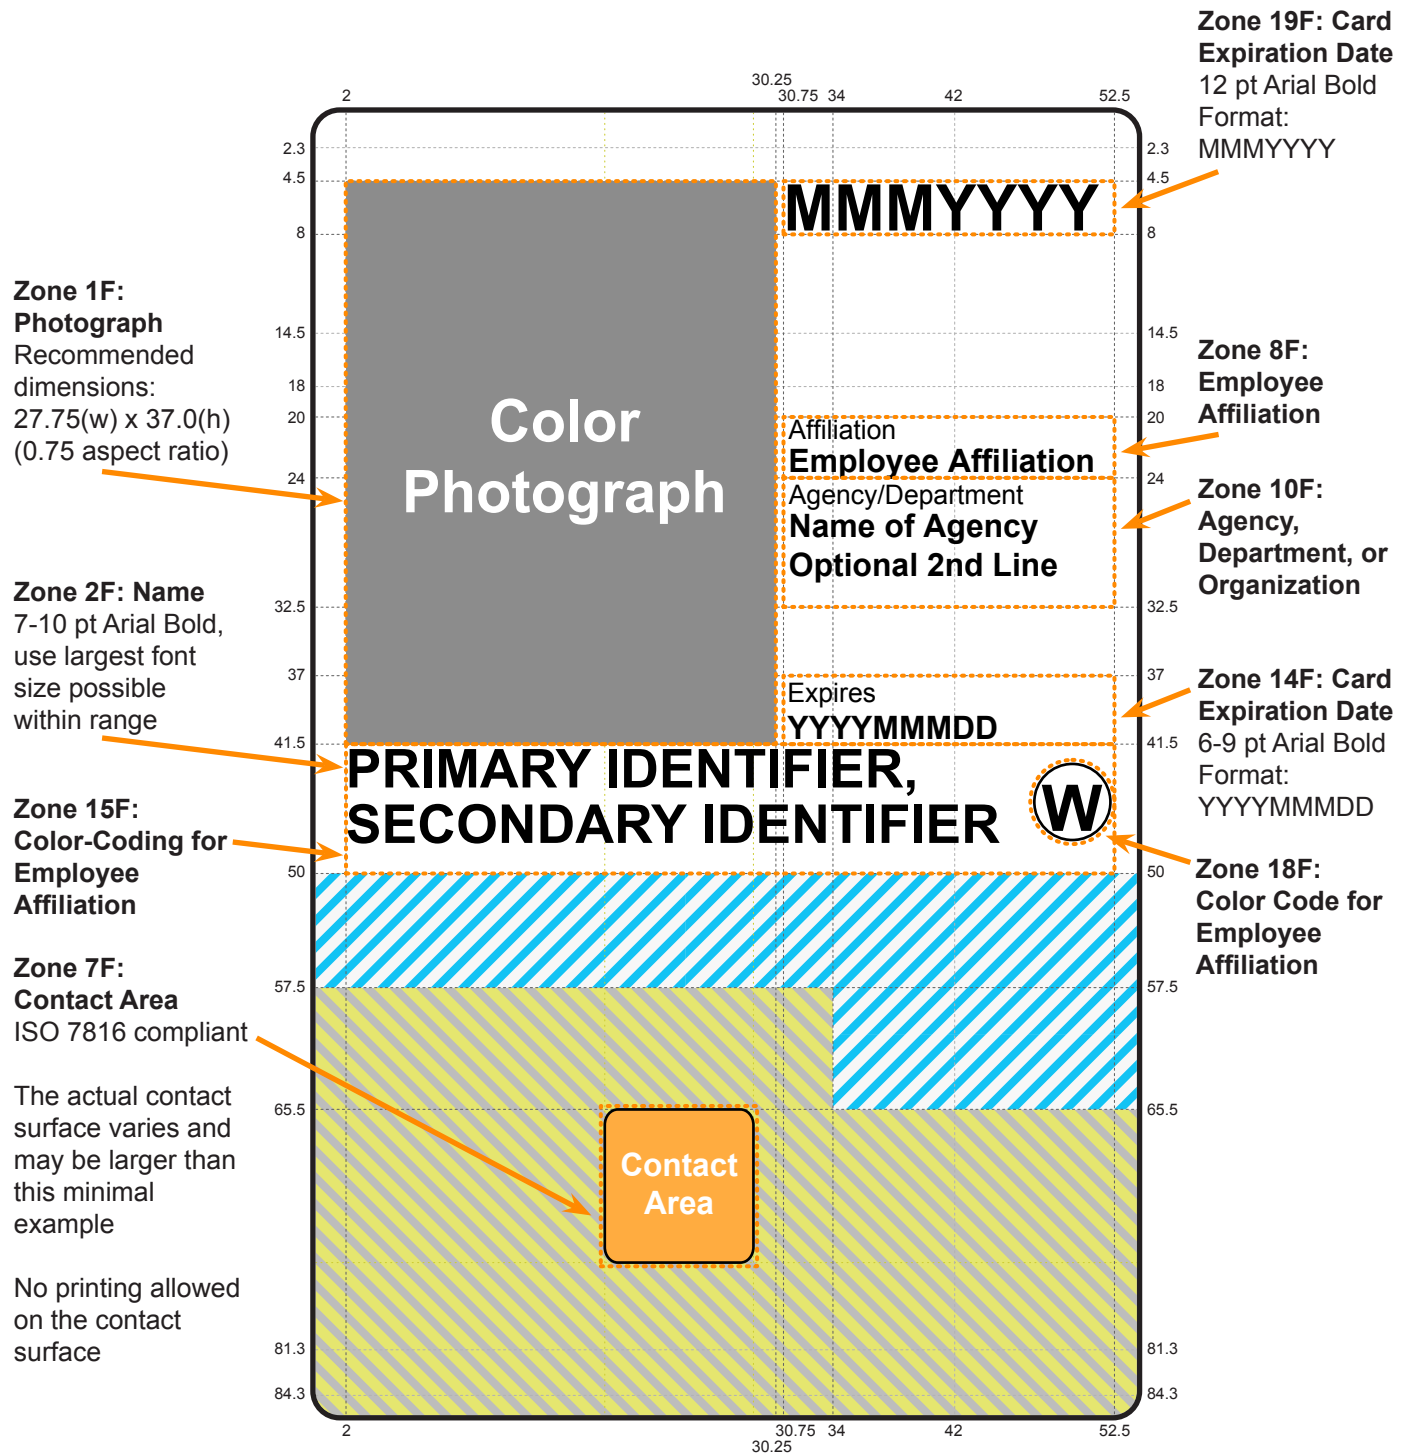 Zone 19F: Card
Expiration Date
12 pt Arial Bold
Format:
MMMYYYY
30.25
2 30.75 34 42 52.5
2.3 2.3
4.5 4.5
MMMYYYY
8 8
Zone 1F:
Photograph
Recommended
dimensions:
27.75(w) x 37.0(h)
(0.75 aspect ratio)
14.5 14.5
18 18
20 20
24 24
Color
Photograph
Zone 8F:
Employee
Affiliation
Affiliation
Employee Affiliation
Agency/Department
Name of Agency
Optional 2nd Line
Zone 10F:
Agency,
Department, or
Organization
32.5 32.5
Zone 2F: Name
7-10 pt Arial Bold,
use largest font
size possible
within range
37 37
Expires
YYYYMMMDD
Zone 14F: Card
Expiration Date
6-9 pt Arial Bold
Format:
YYYYMMMDD
41.5 41.5
PRIMARY IDENTIFIER,
SECONDARY IDENTIFIER
W
Zone 15F:
Color-Coding for
Employee
Affiliation
50 50
Zone 18F:
Color Code for
Employee
Affiliation
Zone 7F:
Contact Area
ISO 7816 compliant
57.5 57.5
The actual contact
surface varies and
may be larger than
this minimal
example
65.5 65.5
Contact
Area
No printing allowed
on the contact
surface
81.3 81.3
84.3 84.3
2 30.75 34 42 52.5
30.25